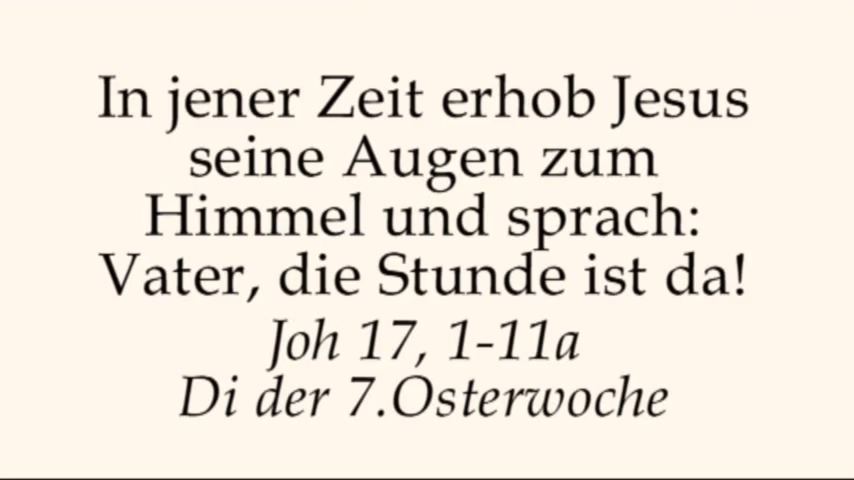 In jener Zeit erhob Jesus
seine Augen zum
Himmel und sprach:
Vater, die Stunde ist da!
Joh 17, 1-11a
Di der 7.Osterwoche